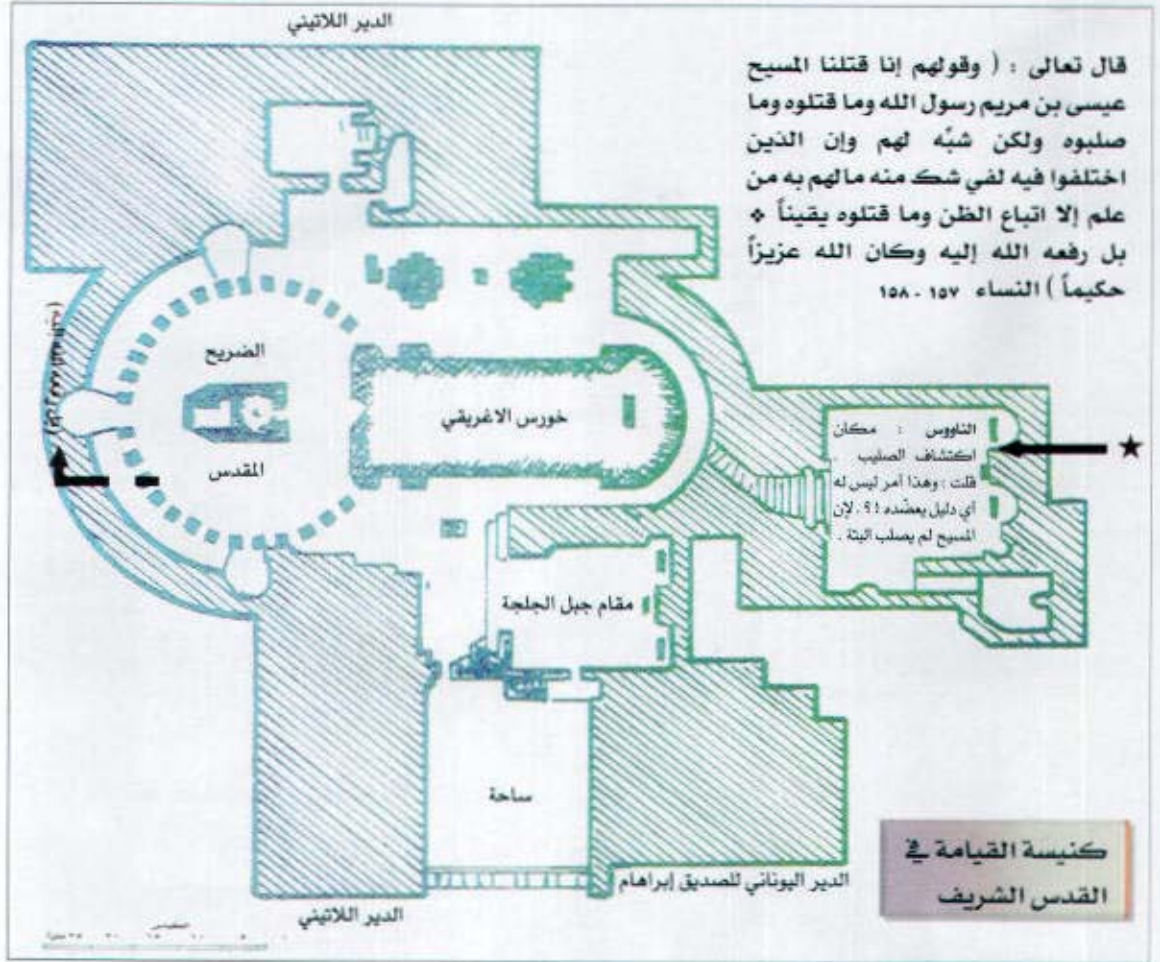 الدير اللاتيني
قال تعالى : ( وقولهم إنا قتلنا المسيح
عيسى بن مريم رسول الله وما قتلوه وما
صلبوه ولكن شبّه لهم وإن الذين
اختلفوا فيه لفي شك منه مالهم به من
علم إلا اتباع الظن وما قتلوه يقيناً ❖
بل رفعه الله إليه وكان الله عزيزاً
حكيماً ) النساء ١٥٧ - ١٥٨
الضريح
المقدس
خورس الاغريقي
الناووس : مكان
اكتشاف الصليب .
قلت : وهذا أمر ليس له
أي دليل يعضّده !؟ . لإن
المسيح لم يصلب البتة .
مقام جبل الجلجة
ساحة
الدير اليوناني للصديق إبراهام
الدير اللاتيني
كنيسة القيامة في
القدس الشريف